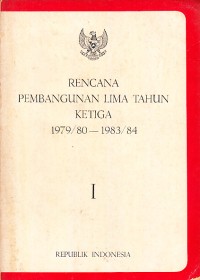 RENCANA
PEMBANGUNAN LIMA TAHUN
KETIGA
1979/80 — 1983/84
I
REPUBLIK INDONESIA